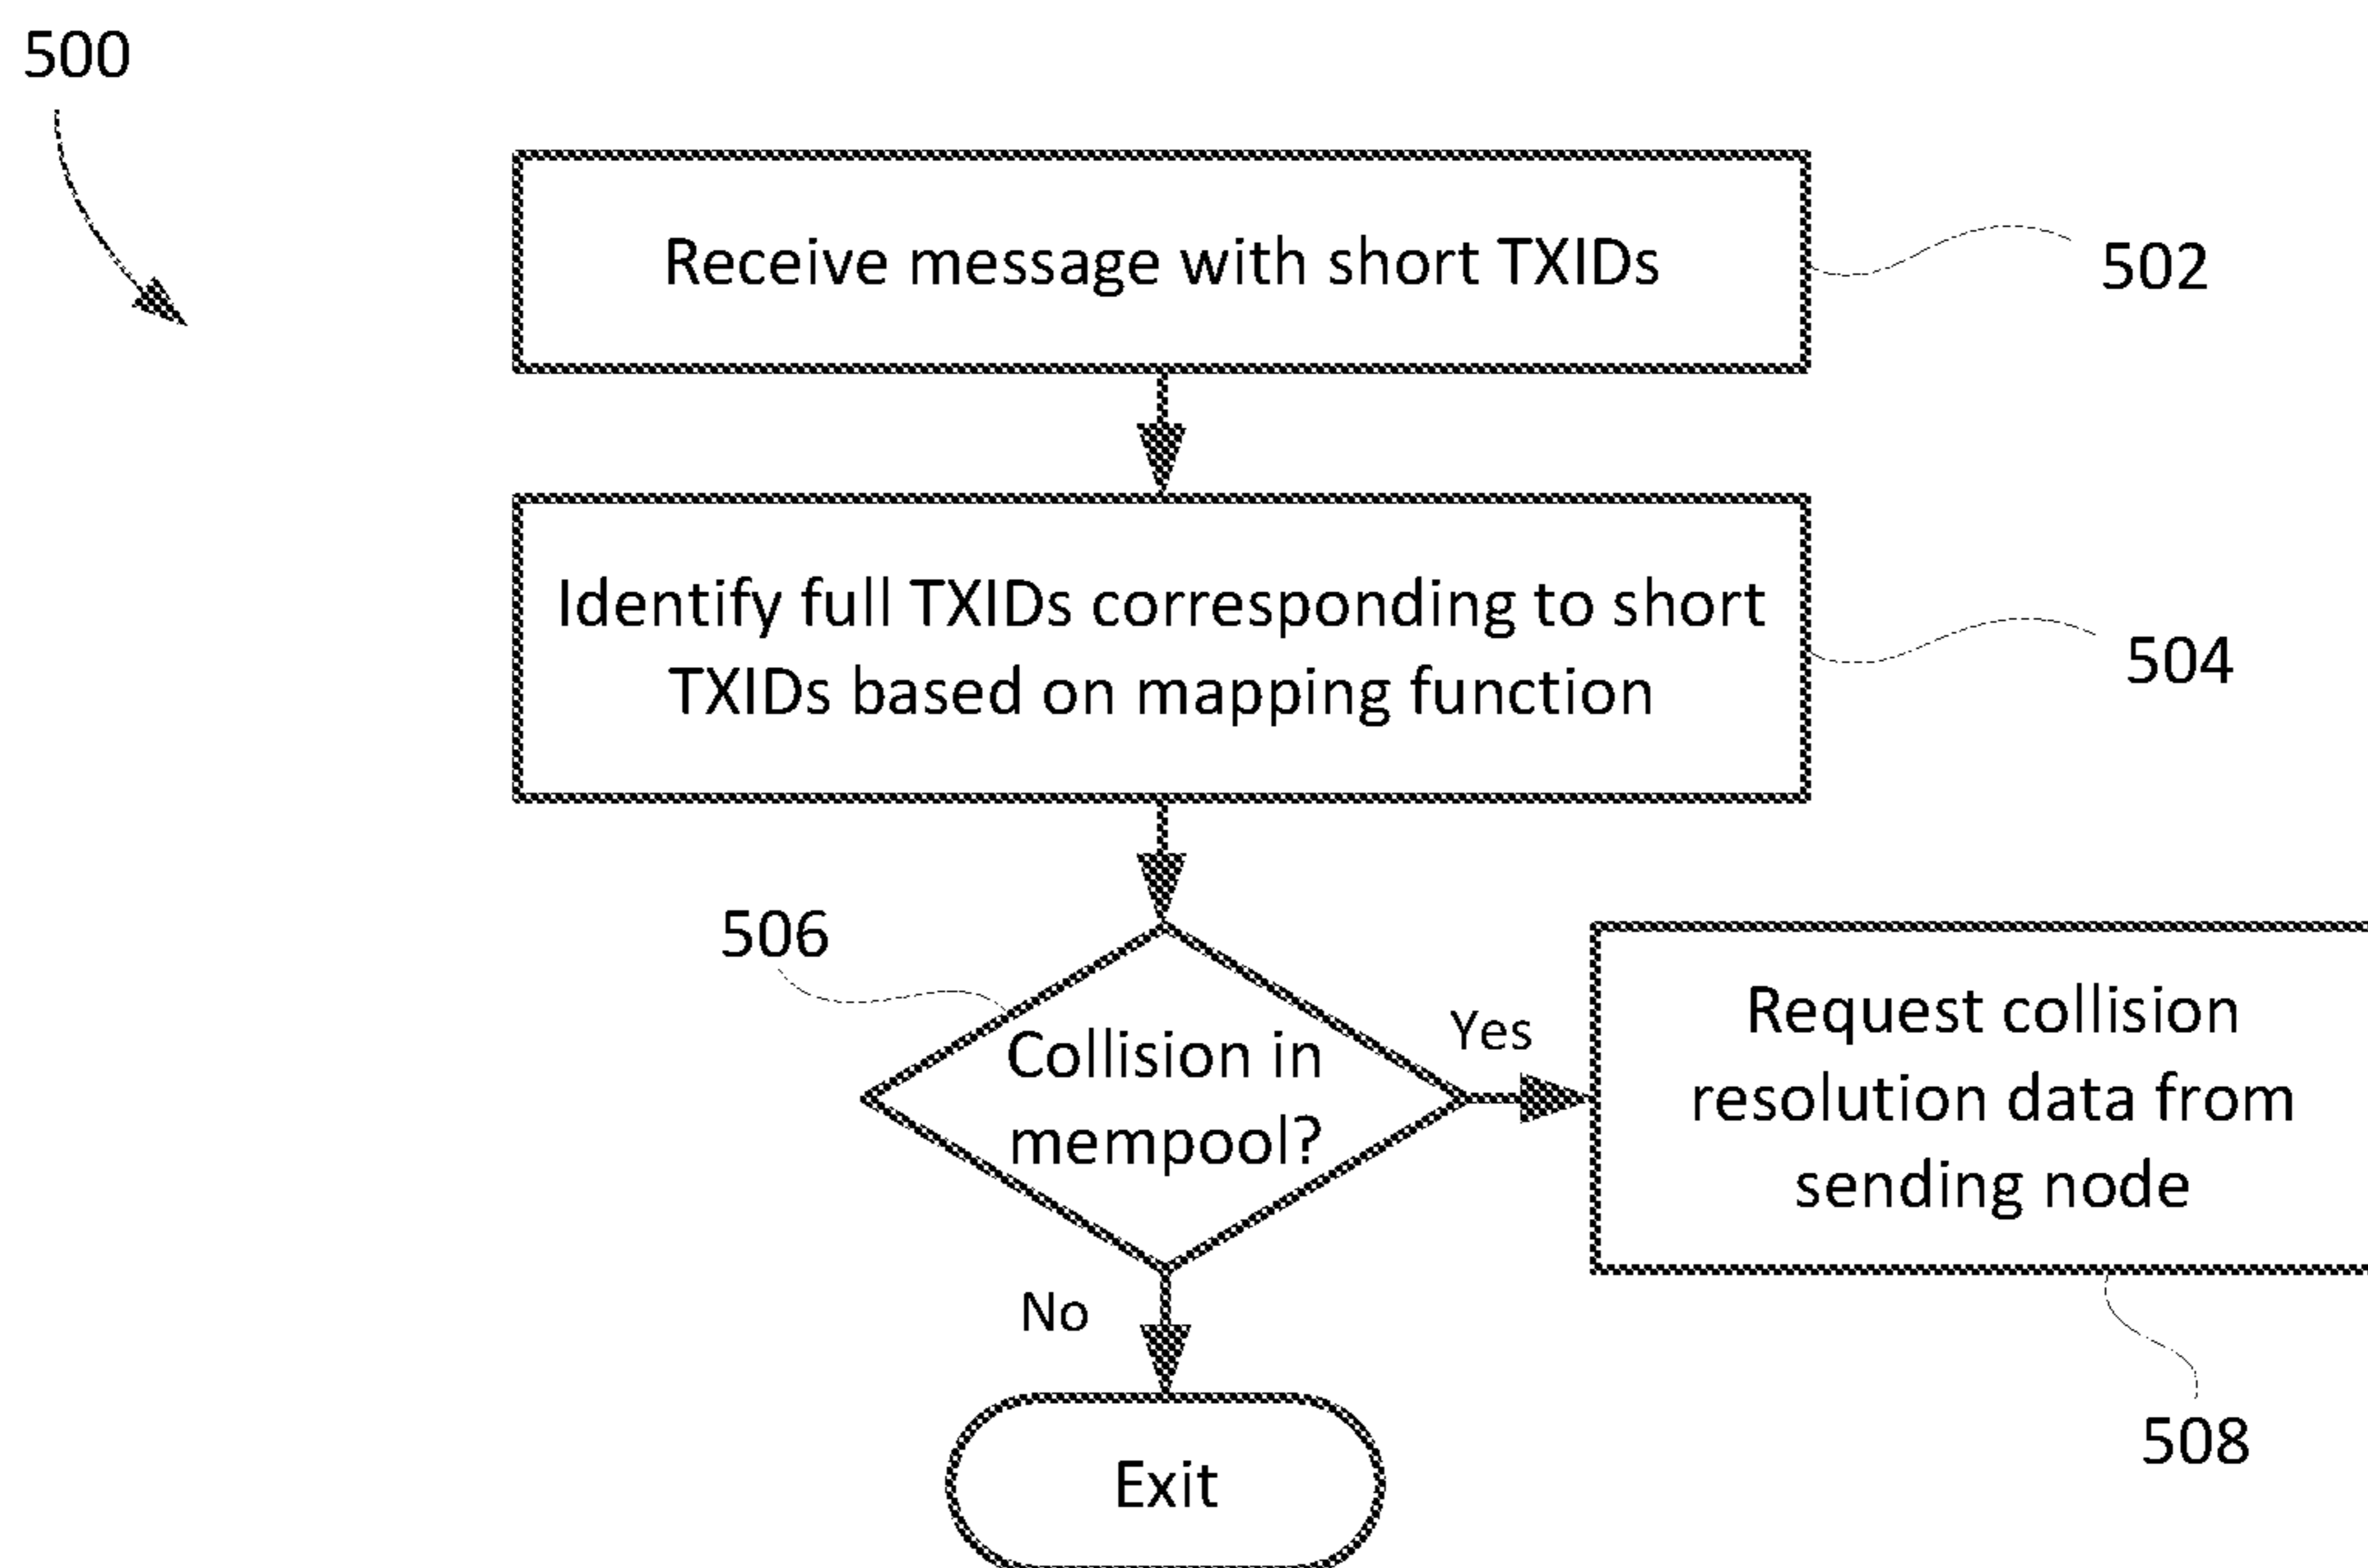 500
Receive message with short TXIDs
502
Identify full TXIDs corresponding to short
TXIDs based on mapping function
504
506
Collision in
mempool?
Yes
Request collision
resolution data from
sending node
508
No
Exit